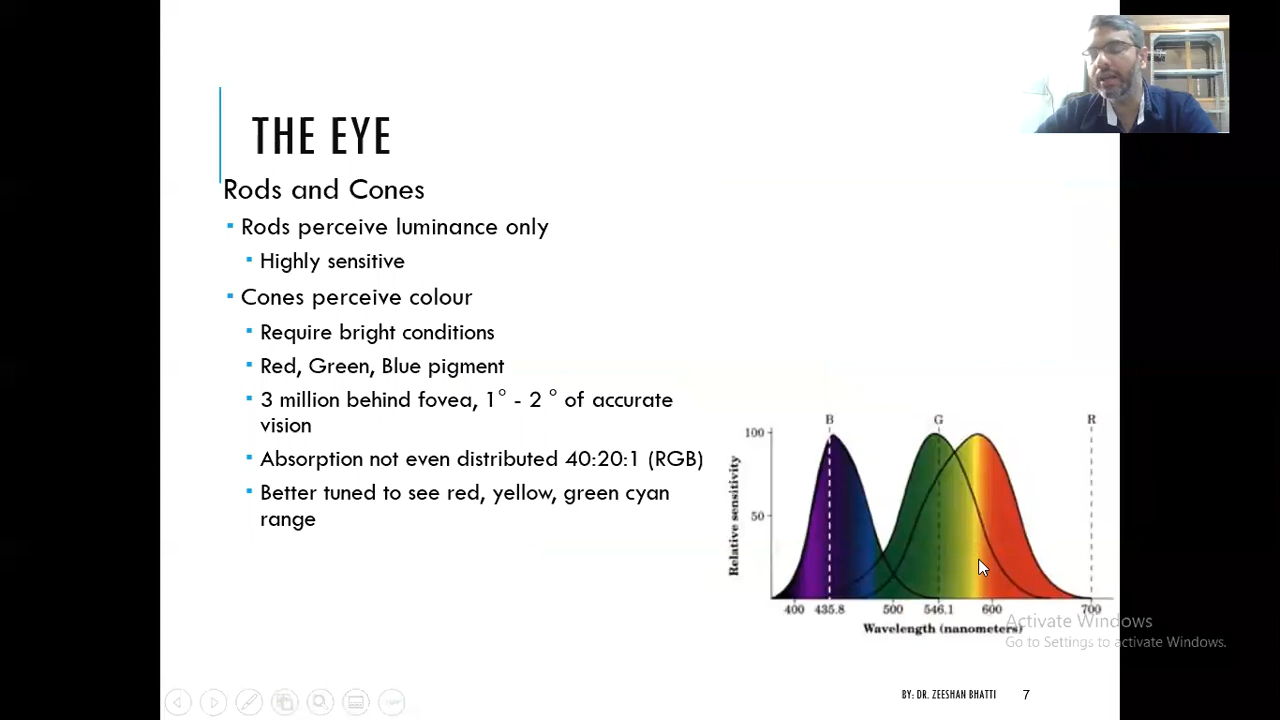 THE EYE
Rods and Cones
Rods perceive luminance only
Highly sensitive
Cones perceive colour
Require bright conditions
Red, Green, Blue pigment
3 million behind fovea, 1° - 2 ° of accurate
vision
Absorption not even distributed 40:20:1 (RGB)
Better tuned to see red, yellow, green cyan
range
B G R
100
50
Relative sensitivity
400 435.8 500 546.1 600 700
Wavelength (nanometers)
Activate Windows
Go to Settings to activate Windows.
BY: DR. ZEESHAN BHATTI 7